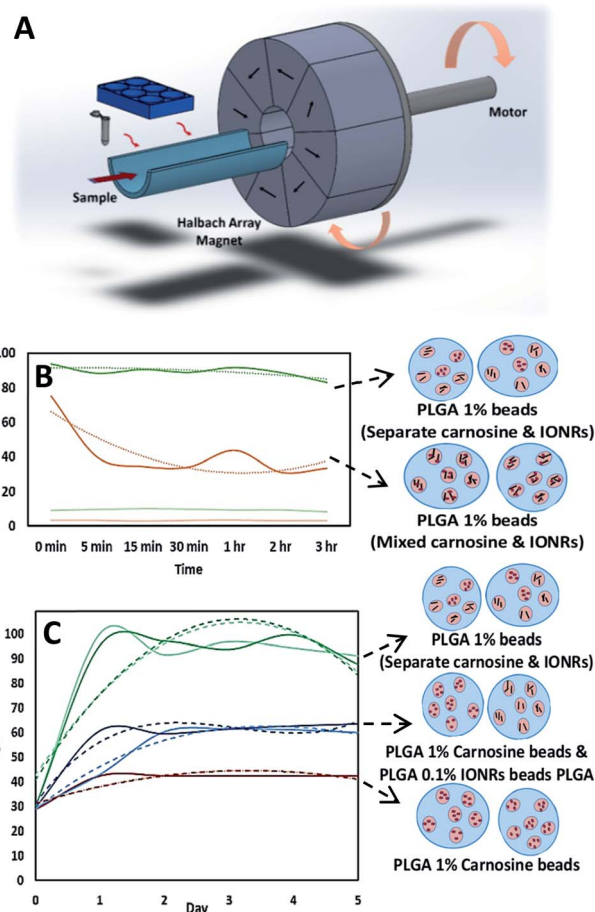 A
Motor
Sample
Halbach Array
Magnet
B
100
80
60
40
20
0
0 min 5 min 15 min 30 min 1 hr 2 hr 3 hr
Time
PLGA 1% beads
(Separate carnosine & IONRs)
PLGA 1% beads
(Mixed carnosine & IONRs)
C
100
90
80
70
60
50
40
30
20
10
0
0 1 2 3 4 5
Day
PLGA 1% beads
(Separate carnosine & IONRs)
PLGA 1% Carnosine beads &
PLGA 0.1% IONRs beads PLGA
PLGA 1% Carnosine beads